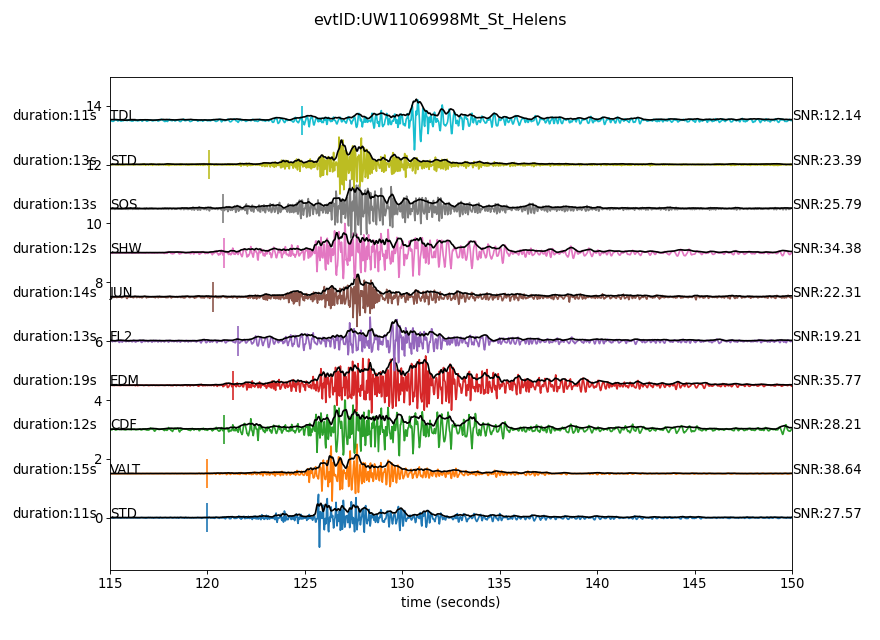 evtID:UW1106998Mt_St_Helens
14
duration:11s TDL SNR:12.14
duration:13s STD SNR:23.39
12
duration:13s SOS SNR:25.79
10
duration:12s SHW SNR:34.38
8
duration:14s JUN SNR:22.31
duration:13s FL2 SNR:19.21
6
duration:19s EDM SNR:35.77
4
duration:12s CDF SNR:28.21
duration:15s VALT SNR:38.64
2
duration:11s STD SNR:27.57
0
115 120 125 130 135 140 145 150
time (seconds)